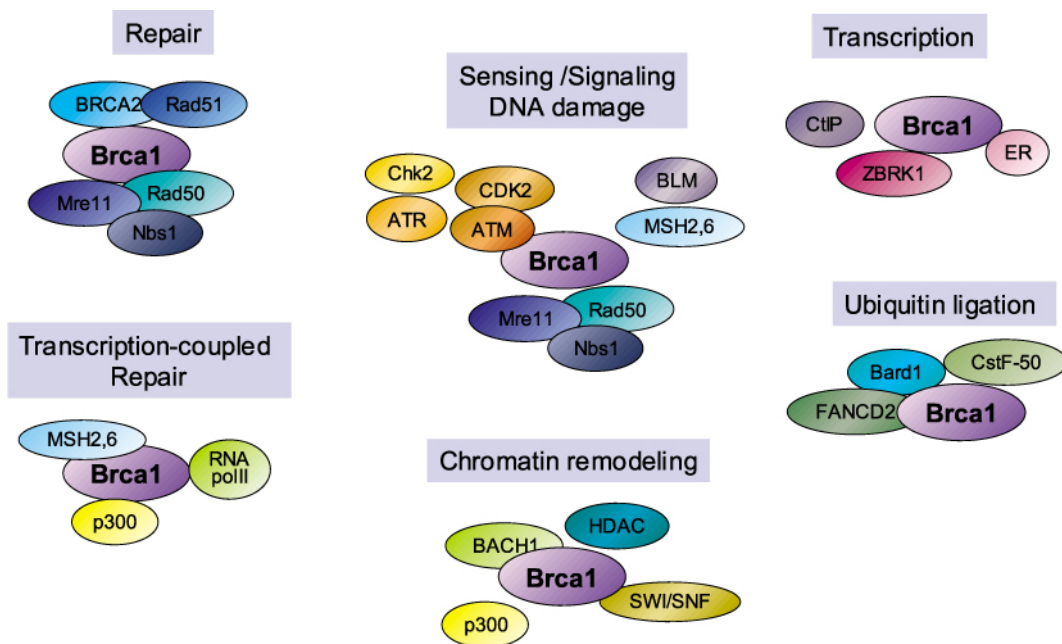 Repair
BRCA2
Rad51
Brca1
Mre11
Rad50
Nbs1
Sensing /Signaling
DNA damage
Chk2
CDK2
ATR
ATM
BLM
MSH2,6
Brca1
Mre11
Rad50
Nbs1
Transcription
CtIP
Brca1
ER
ZBRK1
Transcription-coupled
Repair
MSH2,6
Brca1
RNA
polII
p300
Chromatin remodeling
HDAC
BACH1
Brca1
SWI/SNF
p300
Ubiquitin ligation
Bard1
CstF-50
FANCD2
Brca1